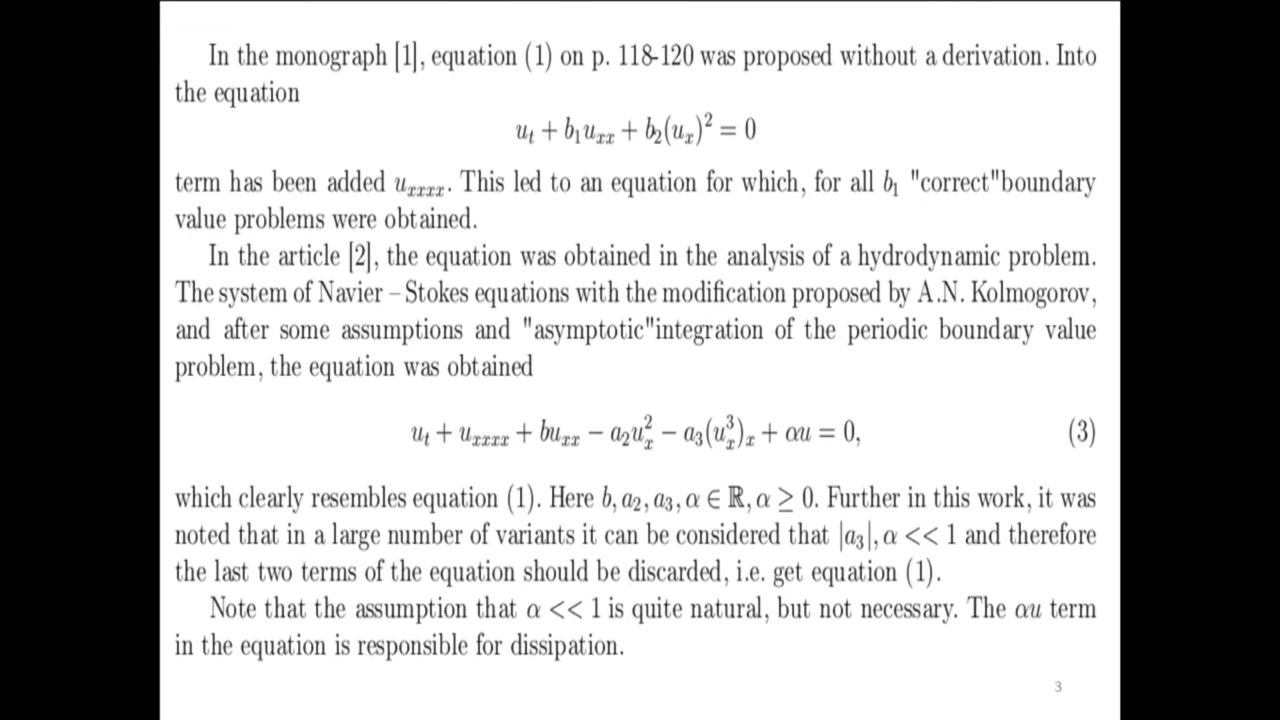 In the monograph [1], equation (1) on p. 118-120 was proposed without a derivation. Into
the equation
u_t + b_1u_{xx} + b_2(u_x)^2 = 0
term has been added u_{xxxx}. This led to an equation for which, for all b_1 "correct"boundary
value problems were obtained.
In the article [2], the equation was obtained in the analysis of a hydrodynamic problem.
The system of Navier – Stokes equations with the modification proposed by A.N. Kolmogorov,
and after some assumptions and "asymptotic"integration of the periodic boundary value
problem, the equation was obtained
u_t + u_{xxxx} + bu_{xx} − a_2u_x^2 − a_3(u_x^3)_x + αu = 0, (3)
which clearly resembles equation (1). Here b, a_2, a_3, α ∈ ℝ, α ≥ 0. Further in this work, it was
noted that in a large number of variants it can be considered that |a_3|, α << 1 and therefore
the last two terms of the equation should be discarded, i.e. get equation (1).
Note that the assumption that α << 1 is quite natural, but not necessary. The αu term
in the equation is responsible for dissipation.
3